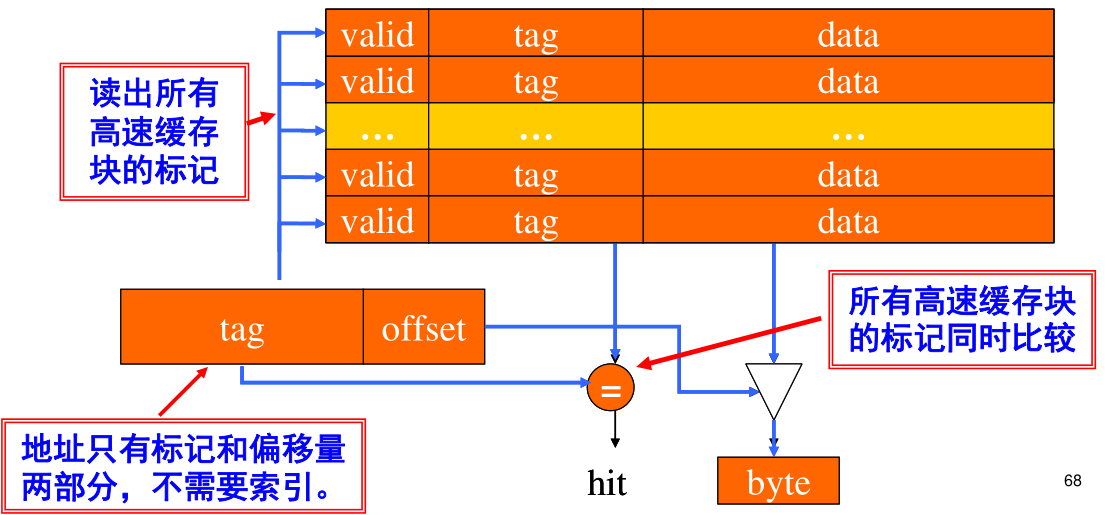 valid tag data
valid tag data
... ... ...
valid tag data
valid tag data
读出所有
高速缓存
块的标记
tag offset
所有高速缓存块
的标记同时比较
=
地址只有标记和偏移量
两部分，不需要索引。
hit
byte
68